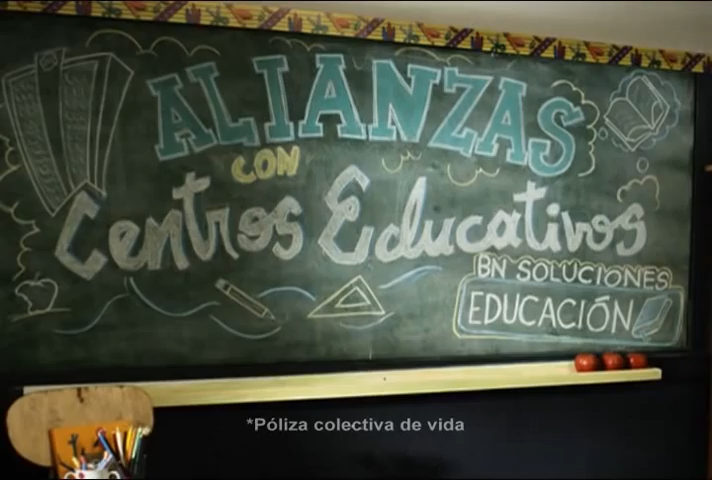 ALIANZAS
CON
Centros Educativos
BN SOLUCIONES
EDUCACIÓN
*Póliza colectiva de vida